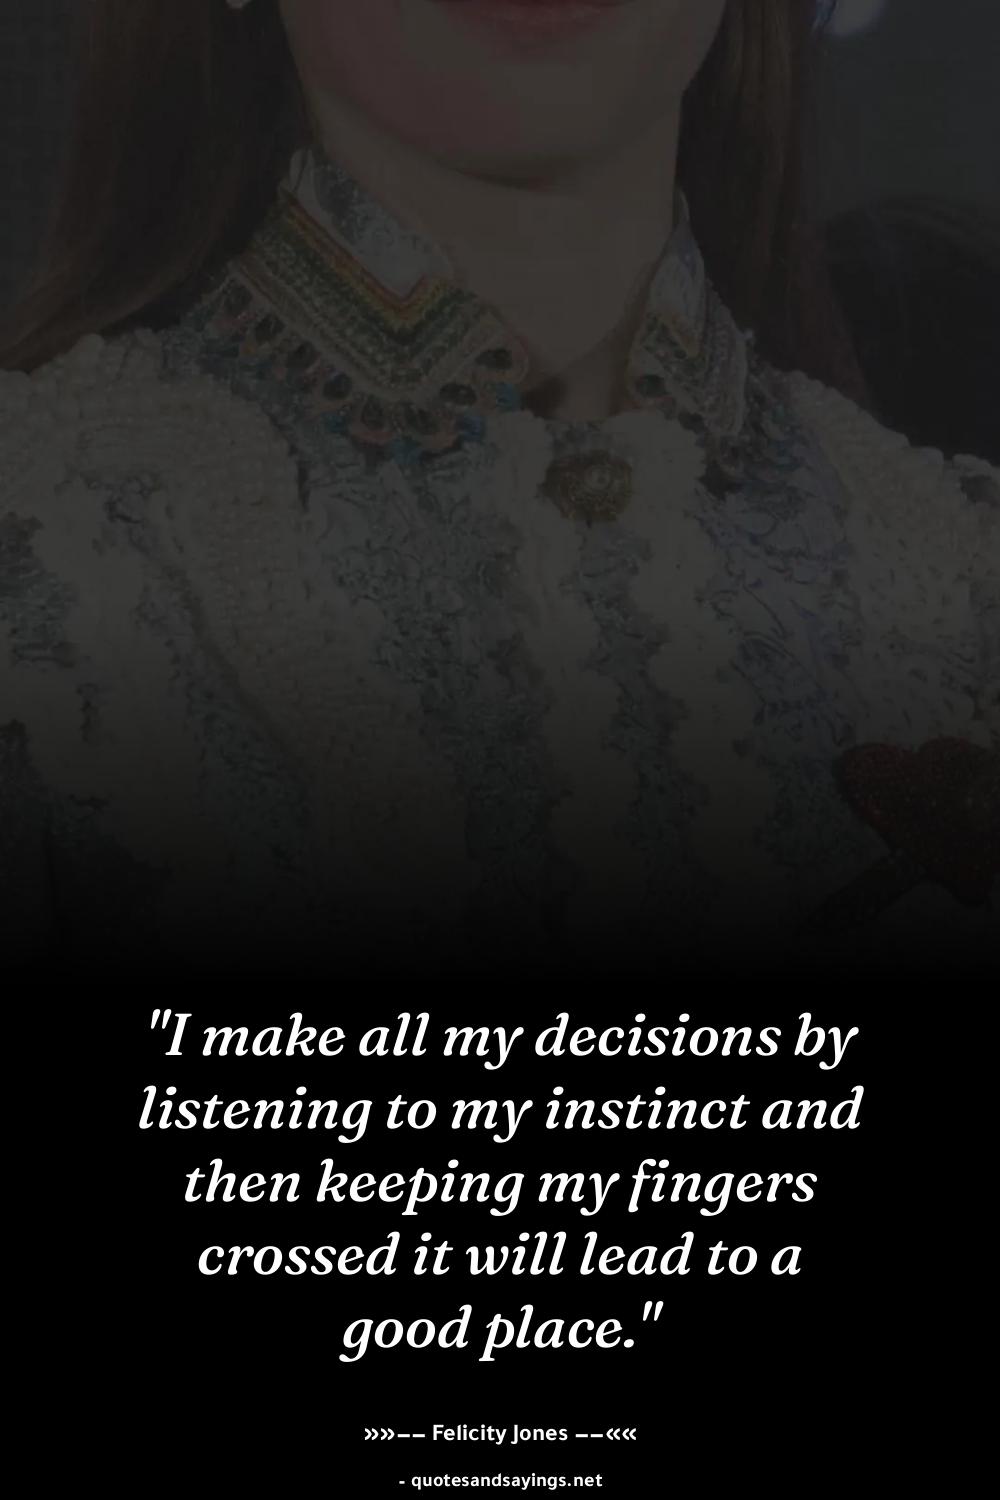 "I make all my decisions by
listening to my instinct and
then keeping my fingers
crossed it will lead to a
good place."
»»−− Felicity Jones −−««
- quotesandsayings.net